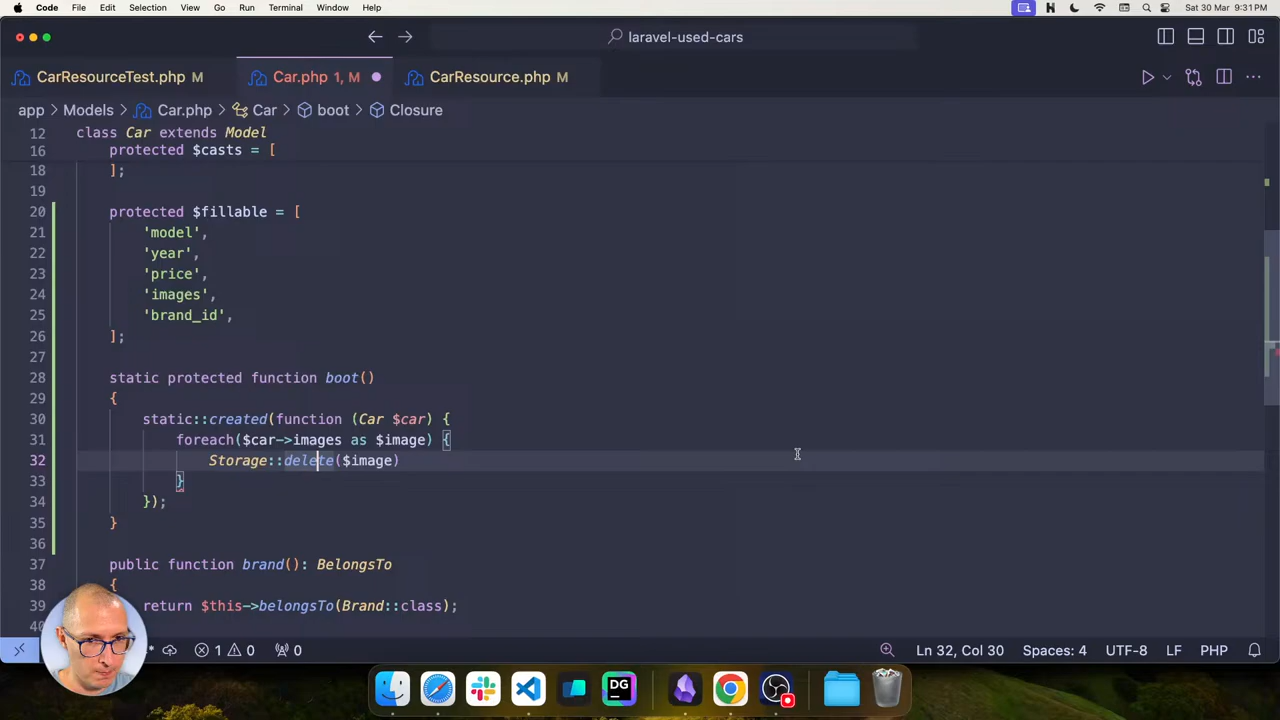 Code File Edit Selection View Go Run Terminal Window Help Sat 30 Mar 9:31 PM
laravel-used-cars
CarResourceTest.php M Car.php 1, M CarResource.php M
app > Models > Car.php > Car > boot > Closure
12 class Car extends Model
16 protected $casts = [
18 ];
19
20 protected $fillable = [
21 'model',
22 'year',
23 'price',
24 'images',
25 'brand_id',
26 ];
27
28 static protected function boot()
29 {
30 static::created(function (Car $car) {
31 foreach($car->images as $image) {
32 Storage::delete($image)
33 }
34 });
35 }
36
37 public function brand(): BelongsTo
38 {
39 return $this->belongsTo(Brand::class);
40
1 0 0 Ln 32, Col 30 Spaces: 4 UTF-8 LF PHP
DG